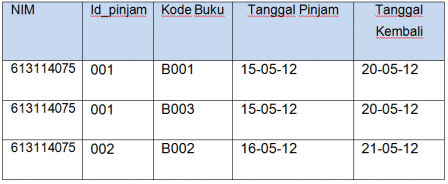 NIM Id_pinjam Kode Buku Tanggal Pinjam Tanggal Kembali
613114075 001 B001 15-05-12 20-05-12
613114075 001 B003 15-05-12 20-05-12
613114075 002 B002 16-05-12 21-05-12